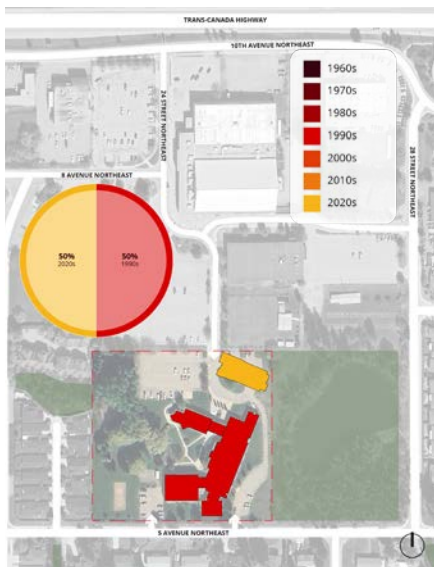 TRANS-CANADA HIGHWAY
10TH AVENUE NORTHEAST
24 STREET NORTHEAST
28 STREET NORTHEAST
1960s
1970s
1980s
1990s
2000s
2010s
2020s
8 AVENUE NORTHEAST
50%
2020s
50%
1990s
5 AVENUE NORTHEAST